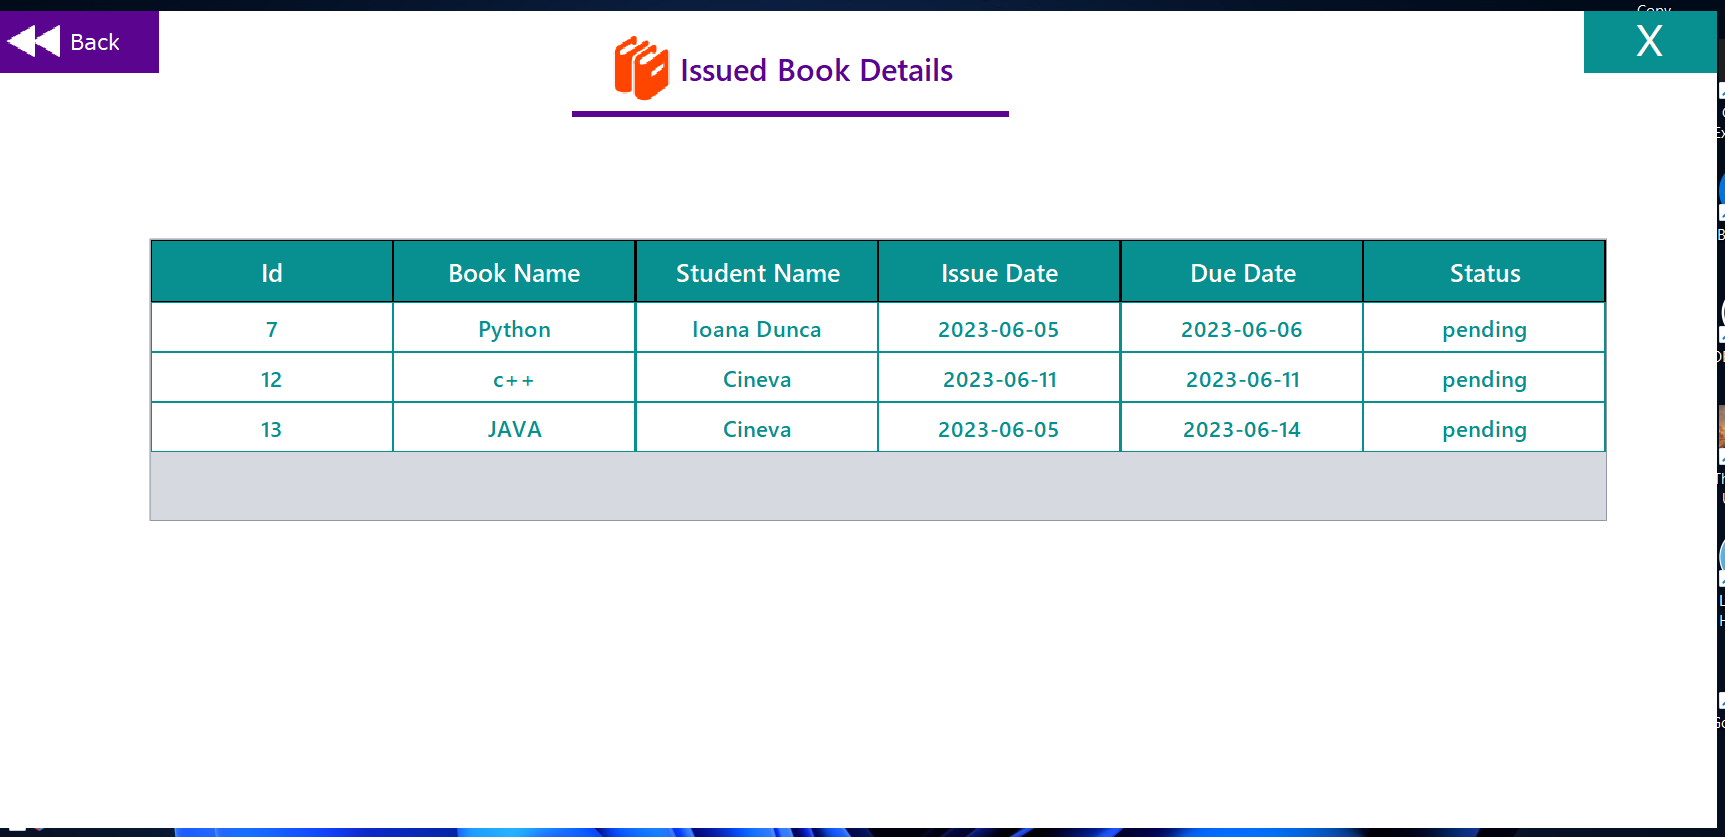 Copy
Back
X
Issued Book Details
Id Book Name Student Name Issue Date Due Date Status
7 Python Ioana Dunca 2023-06-05 2023-06-06 pending
12 c++ Cineva 2023-06-11 2023-06-11 pending
13 JAVA Cineva 2023-06-05 2023-06-14 pending